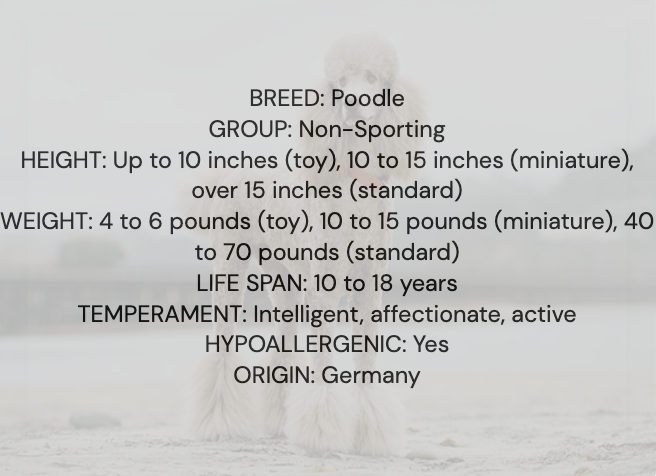 BREED: Poodle
GROUP: Non-Sporting
HEIGHT: Up to 10 inches (toy), 10 to 15 inches (miniature),
over 15 inches (standard)
WEIGHT: 4 to 6 pounds (toy), 10 to 15 pounds (miniature), 40
to 70 pounds (standard)
LIFE SPAN: 10 to 18 years
TEMPERAMENT: Intelligent, affectionate, active
HYPOALLERGENIC: Yes
ORIGIN: Germany